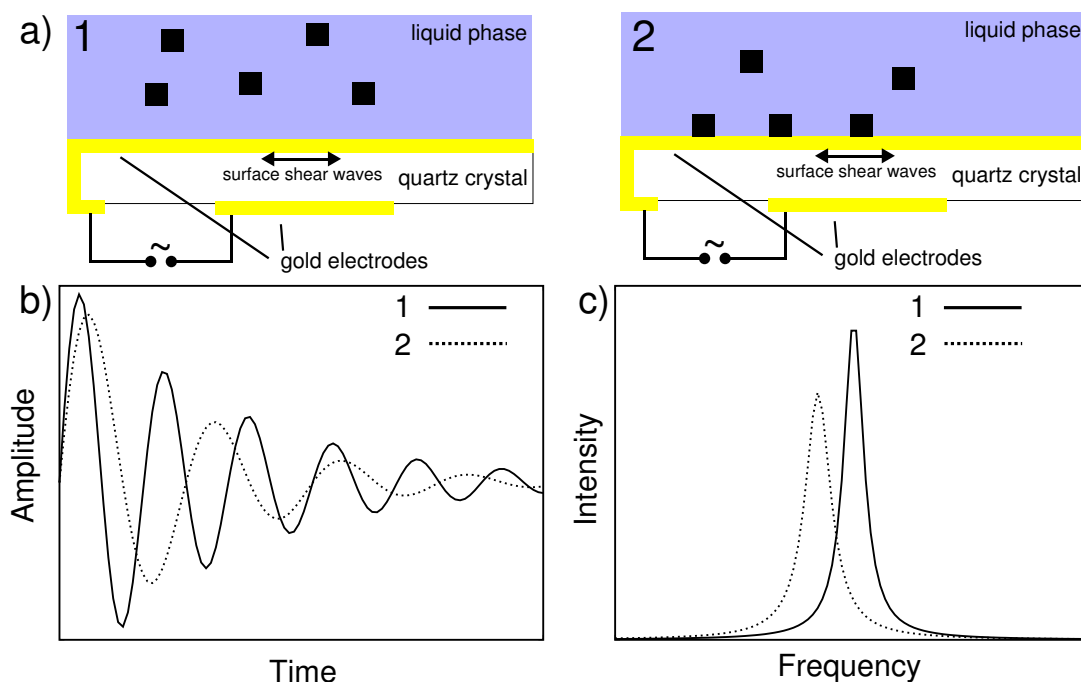 a)
1
liquid phase
surface shear waves
quartz crystal
~
gold electrodes
2
liquid phase
surface shear waves
quartz crystal
~
gold electrodes
b)
1
2
Amplitude
Time
c)
1
2
Intensity
Frequency